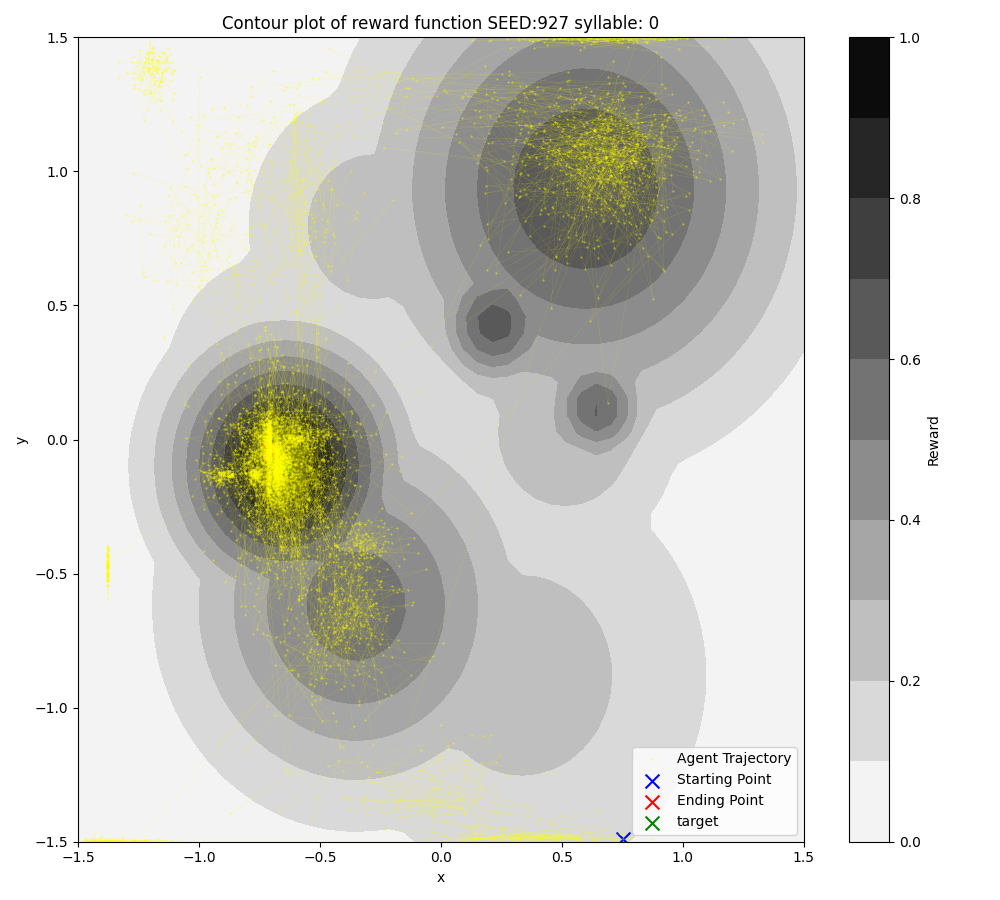 Contour plot of reward function SEED:927 syllable: 0
1.5
1.0
0.5
0.0
−0.5
−1.0
−1.5
y
−1.5
−1.0
−0.5
0.0
0.5
1.0
1.5
x
Agent Trajectory
Starting Point
Ending Point
target
1.0
0.8
0.6
0.4
0.2
0.0
Reward